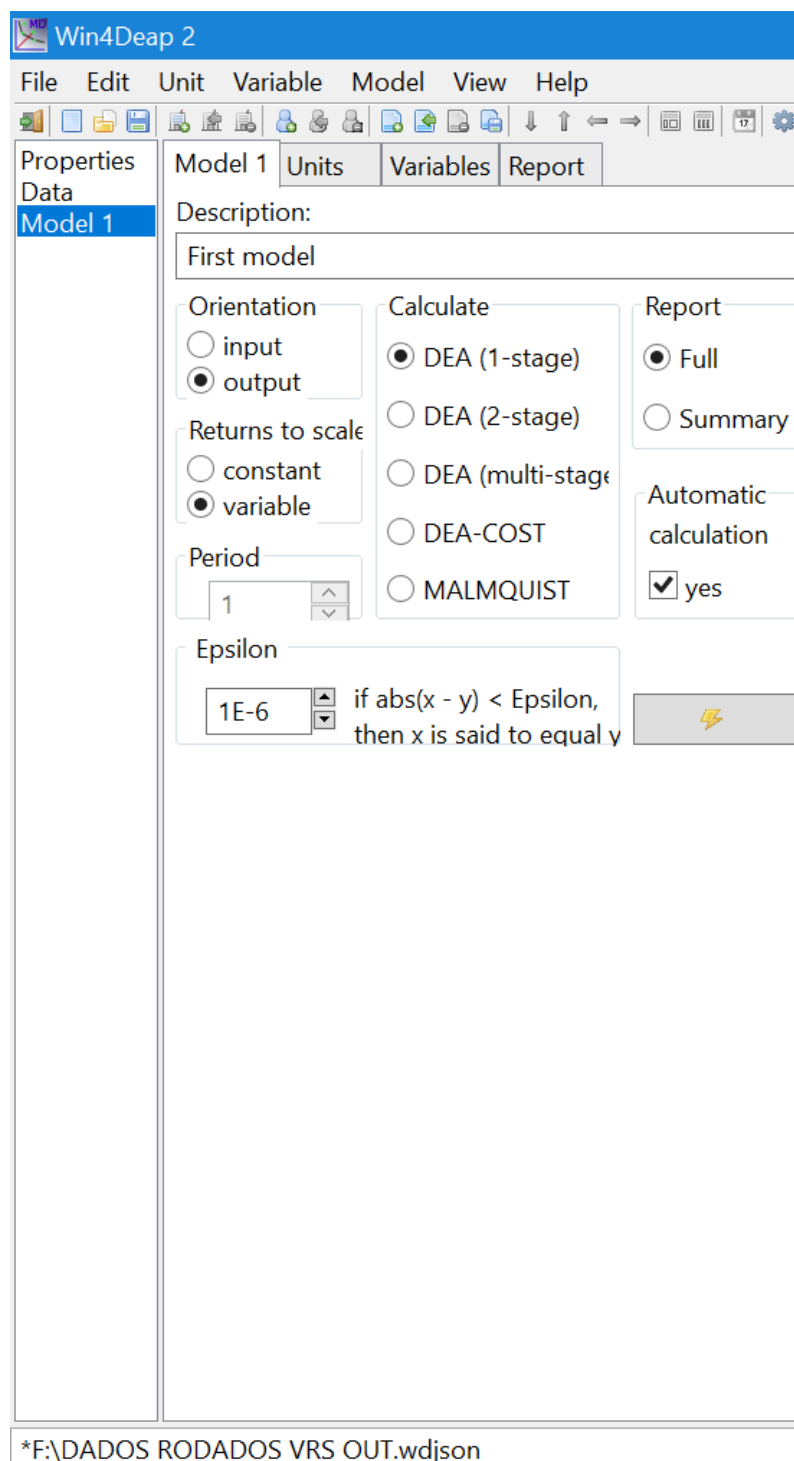 Win4Deap 2
File Edit Unit Variable Model View Help
Properties
Data
Model 1
Model 1 Units Variables Report
Description:
First model
Orientation
input
output
Returns to scale
constant
variable
Period
1
Calculate
DEA (1-stage)
DEA (2-stage)
DEA (multi-stage
DEA-COST
MALMQUIST
Report
Full
Summary
Automatic
calculation
yes
Epsilon
1E-6
if abs(x - y) < Epsilon,
then x is said to equal y
*F:\DADOS RODADOS VRS OUT.wdjson